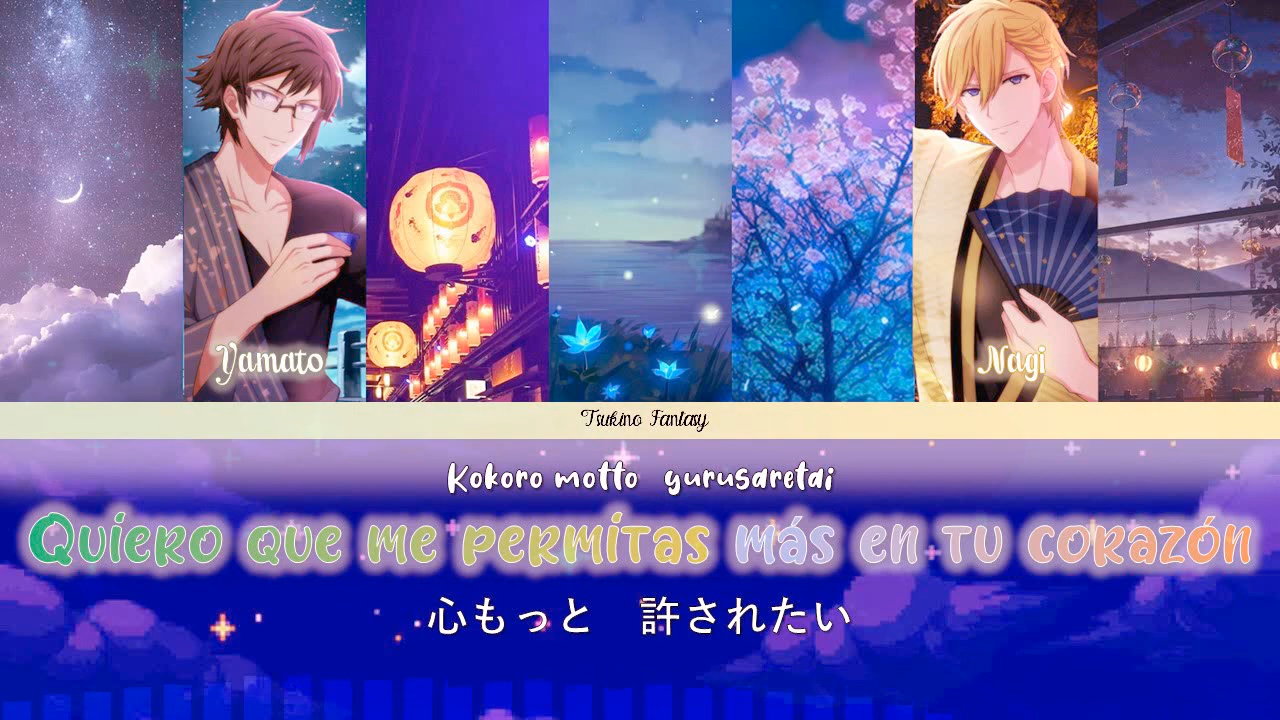 Yamato
Nagi
Tsukino Fantasy
Kokoro motto yurusaretai
Quiero que me permitas más en tu corazón
心もっと 許されたい